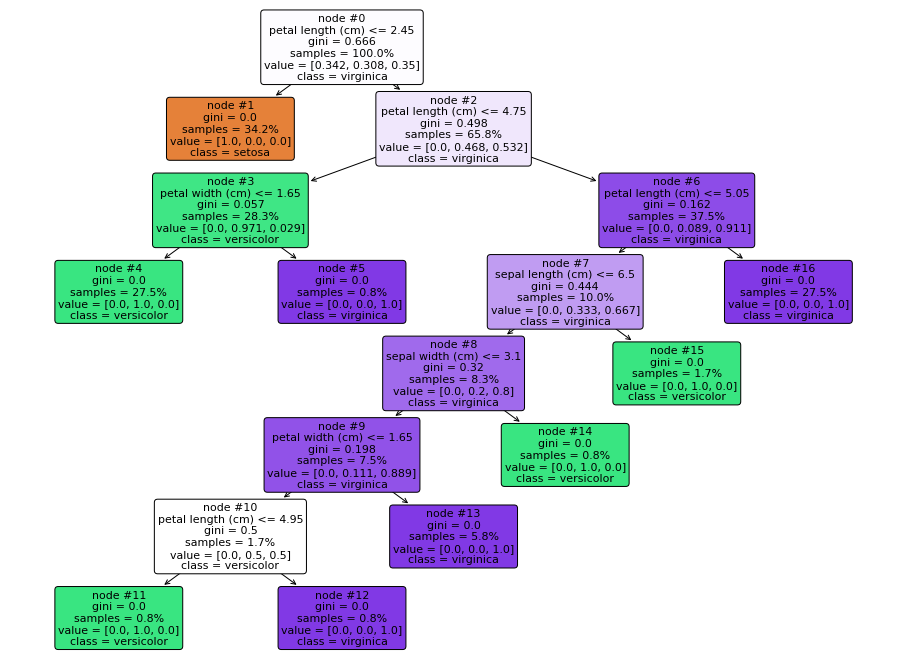 node #0
petal length (cm) <= 2.45
gini = 0.666
samples = 100.0%
value = [0.342, 0.308, 0.35]
class = virginica
node #1
gini = 0.0
samples = 34.2%
value = [1.0, 0.0, 0.0]
class = setosa
node #2
petal length (cm) <= 4.75
gini = 0.498
samples = 65.8%
value = [0.0, 0.468, 0.532]
class = virginica
node #3
petal width (cm) <= 1.65
gini = 0.057
samples = 28.3%
value = [0.0, 0.971, 0.029]
class = versicolor
node #6
petal length (cm) <= 5.05
gini = 0.162
samples = 37.5%
value = [0.0, 0.089, 0.911]
class = virginica
node #4
gini = 0.0
samples = 27.5%
value = [0.0, 1.0, 0.0]
class = versicolor
node #5
gini = 0.0
samples = 0.8%
value = [0.0, 0.0, 1.0]
class = virginica
node #7
sepal length (cm) <= 6.5
gini = 0.444
samples = 10.0%
value = [0.0, 0.333, 0.667]
class = virginica
node #16
gini = 0.0
samples = 27.5%
value = [0.0, 0.0, 1.0]
class = virginica
node #8
sepal width (cm) <= 3.1
gini = 0.32
samples = 8.3%
value = [0.0, 0.2, 0.8]
class = virginica
node #15
gini = 0.0
samples = 1.7%
value = [0.0, 1.0, 0.0]
class = versicolor
node #9
petal width (cm) <= 1.65
gini = 0.198
samples = 7.5%
value = [0.0, 0.111, 0.889]
class = virginica
node #14
gini = 0.0
samples = 0.8%
value = [0.0, 1.0, 0.0]
class = versicolor
node #10
petal length (cm) <= 4.95
gini = 0.5
samples = 1.7%
value = [0.0, 0.5, 0.5]
class = versicolor
node #13
gini = 0.0
samples = 5.8%
value = [0.0, 0.0, 1.0]
class = virginica
node #11
gini = 0.0
samples = 0.8%
value = [0.0, 1.0, 0.0]
class = versicolor
node #12
gini = 0.0
samples = 0.8%
value = [0.0, 0.0, 1.0]
class = virginica